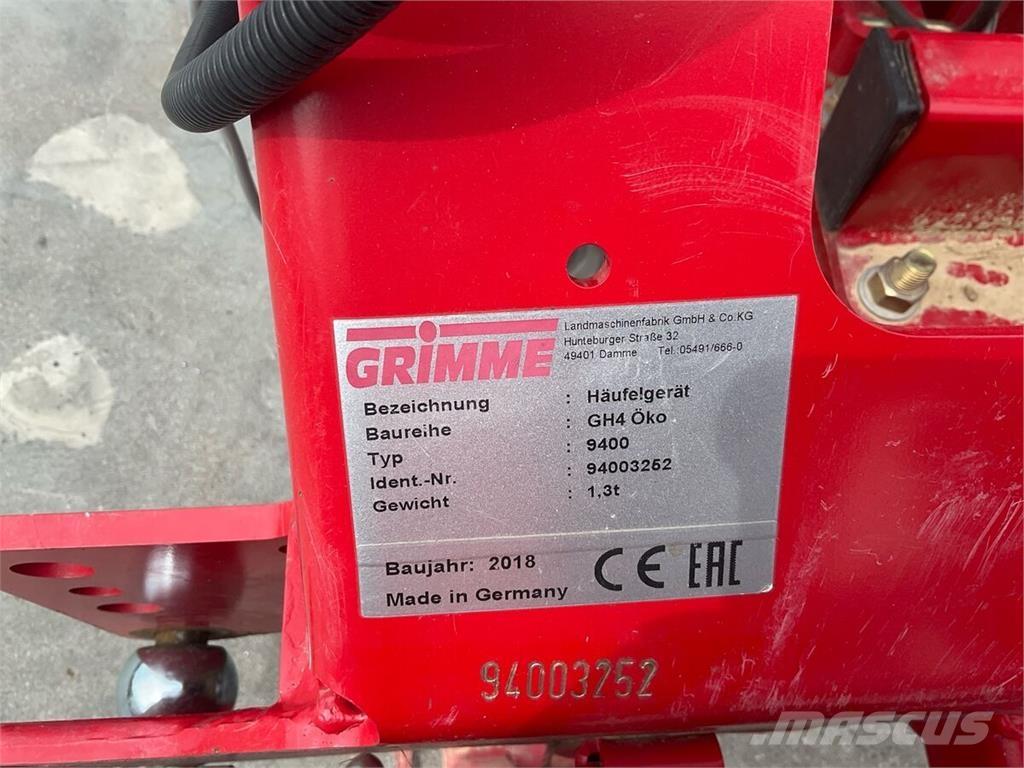 GRIMME
Landmaschinenfabrik GmbH & Co.KG
Hunteburger Straße 32
49401 Damme Tel.:05491/666-0
Bezeichnung : Häufelgerät
Baureihe : GH4 Öko
Typ : 9400
Ident.-Nr. : 94003252
Gewicht : 1,3t
Baujahr: 2018
Made in Germany
CE EAC
94003252
MASCUS